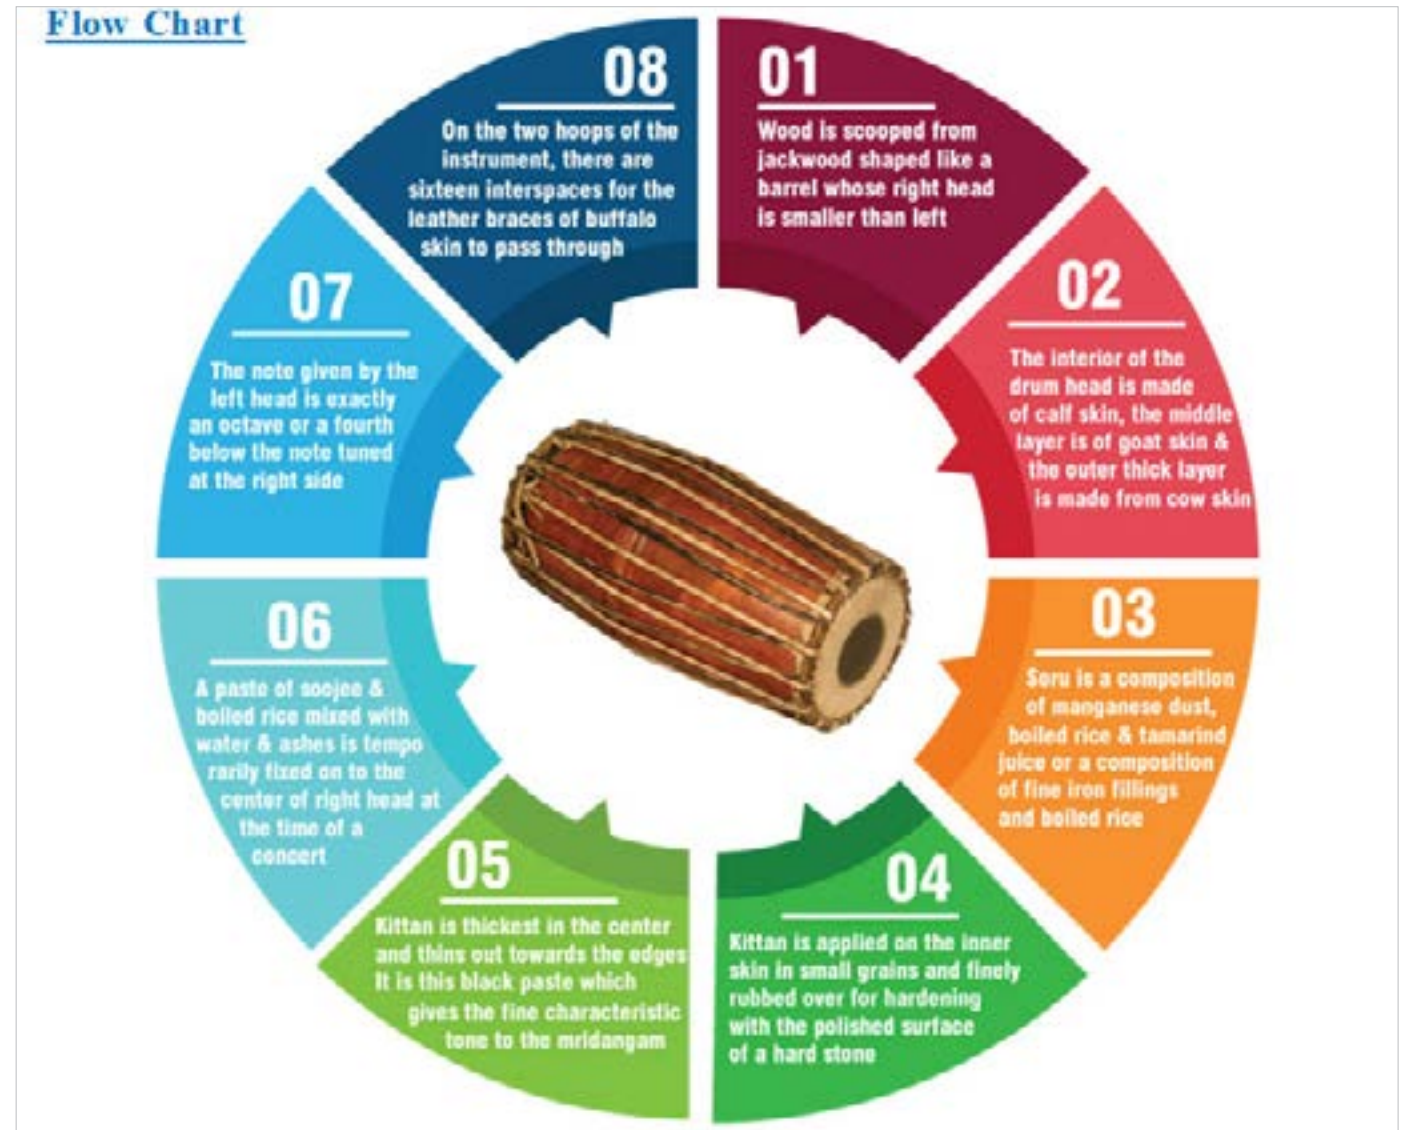 Flow Chart
01
Wood is scooped from
jackwood shaped like a
barrel whose right head
is smaller than left
02
The interior of the
drum head is made
of calf skin, the middle
layer is of goat skin &
the outer thick layer
is made from cow skin
03
Soru is a composition
of manganese dust,
boiled rice & tamarind
juice or a composition
of fine iron fillings
and boiled rice
04
Kittan is applied on the inner
skin in small grains and finely
rubbed over for hardening
with the polished surface
of a hard stone
05
Kittan is thickest in the center
and thins out towards the edges
It is this black paste which
gives the fine characteristic
tone to the mridangam
06
A paste of soojee &
boiled rice mixed with
water & ashes is tempo
rarily fixed on to the
center of right head at
the time of a
concert
07
The note given by the
left head is exactly
an octave or a fourth
below the note tuned
at the right side
08
On the two hoops of the
instrument, there are
sixteen interspaces for the
leather braces of buffalo
skin to pass through